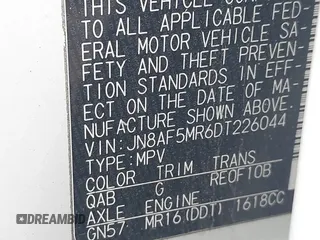 THIS VEHICLE
TO ALL APPLICABLE FED-
ERAL MOTOR VEHICLE SA-
FETY AND THEFT PREVEN-
TION STANDARDS IN EFF-
ECT ON THE DATE OF MA-
NUFACTURE SHOWN ABOVE.
VIN: JN8AF5MR6DT226044
TYPE: MPV
COLOR TRIM TRANS
QAB G RE0F10B
AXLE ENGINE
GN57 MR16(DDT) 1618CC
DREAMBID